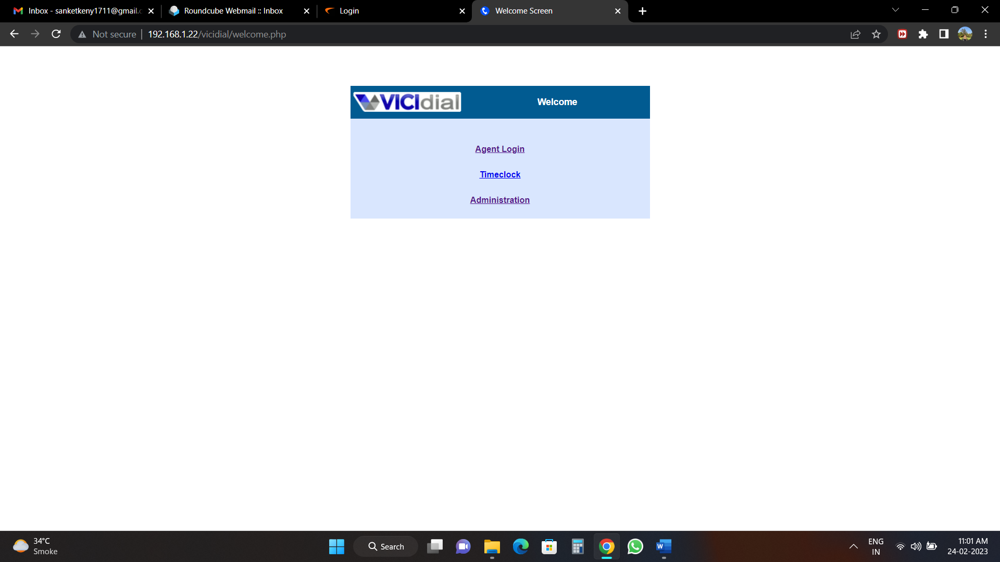 Inbox - sanketkeny1711@gmail.c
Roundcube Webmail :: Inbox
Login
Welcome Screen
Not secure
192.168.1.22/vicidial/welcome.php
VICIdial
Welcome
Agent Login
Timeclock
Administration
34°C
Smoke
Search
W
ENG
IN
11:01 AM
24-02-2023